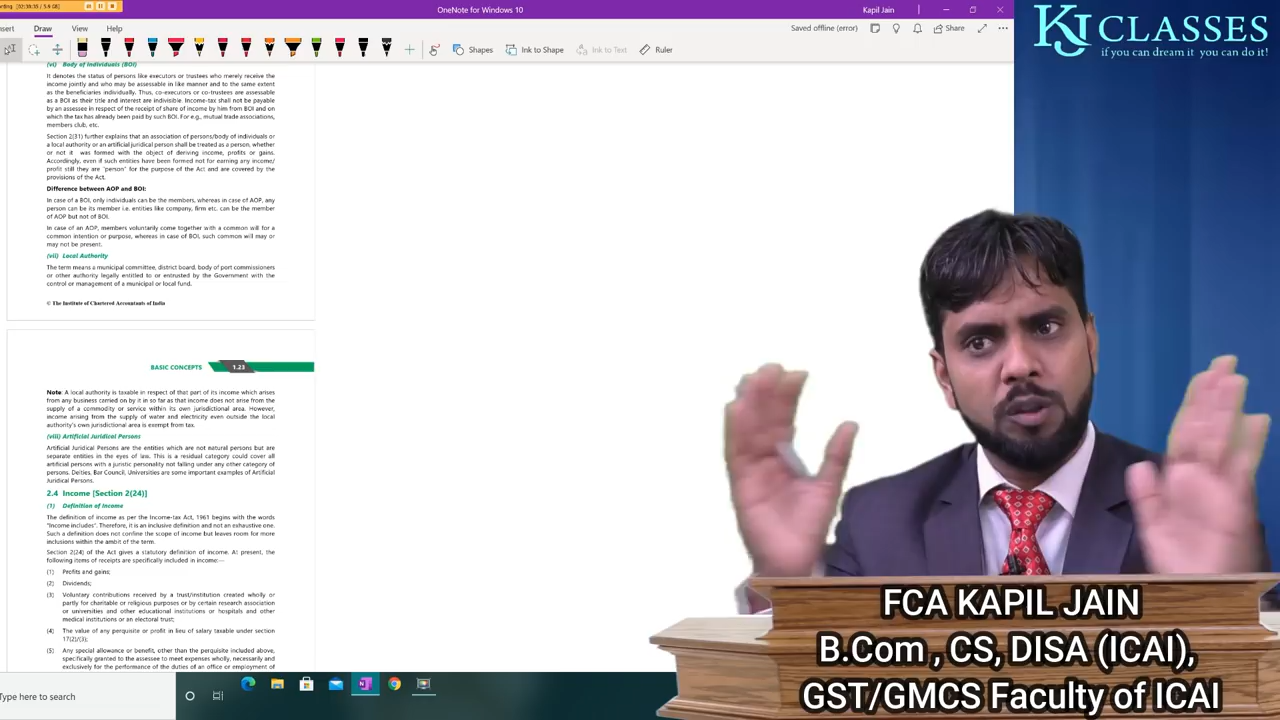 rting [02:38:35 / 5.9 GB]
OneNote for Windows 10
Kapil Jain
nsert
Draw
View
Help
Saved offline (error)
Share
Shapes
Ink to Shape
Ink to Text
Ruler
KJ CLASSES
if you can dream it you can do it!
(vi) Body of Individuals (BOI)
It denotes the status of persons like executors or trustees who merely receive the
income jointly and who may be assessable in like manner and to the same extent
as the beneficiaries individually. Thus, co-executors or co-trustees are assessable
as a BOI as their title and interest are indivisible. Income-tax shall not be payable
by an assessee in respect of the receipt of share of income by him from BOI and on
which the tax has already been paid by such BOI. For e.g., mutual trade associations,
members club, etc.
Section 2(31) further explains that an association of persons/body of individuals or
a local authority or an artificial juridical person shall be treated as a person, whether
or not it was formed with the object of deriving income, profits or gains.
Accordingly, even if such entities have been formed not for earning any income/
profit still they are "person" for the purpose of the Act and are covered by the
provisions of the Act.
Difference between AOP and BOI:
In case of a BOI, only individuals can be the members, whereas in case of AOP, any
person can be its member i.e. entities like company, firm etc. can be the member
of AOP but not of BOI.
In case of an AOP, members voluntarily come together with a common will for a
common intention or purpose, whereas in case of BOI, such common will may or
may not be present.
(vii) Local Authority
The term means a municipal committee, district board, body of port commissioners
or other authority legally entitled to or entrusted by the Government with the
control or management of a municipal or local fund.
© The Institute of Chartered Accountants of India
BASIC CONCEPTS
1.23
Note: A local authority is taxable in respect of that part of its income which arises
from any business carried on by it in so far as that income does not arise from the
supply of a commodity or service within its own jurisdictional area. However,
income arising from the supply of water and electricity even outside the local
authority's own jurisdictional area is exempt from tax.
(viii) Artificial Juridical Persons
Artificial Juridical Persons are the entities which are not natural persons but are
separate entities in the eyes of law. This is a residual category could cover all
artificial persons with a juristic personality not falling under any other category of
persons. Deities, Bar Council, Universities are some important examples of Artificial
Juridical Persons.
2.4 Income [Section 2(24)]
(1) Definition of Income
The definition of income as per the Income-tax Act, 1961 begins with the words
"Income includes". Therefore, it is an inclusive definition and not an exhaustive one.
Such a definition does not confine the scope of income but leaves room for more
inclusions within the ambit of the term.
Section 2(24) of the Act gives a statutory definition of income. At present, the
following items of receipts are specifically included in income:—
(1) Profits and gains;
(2) Dividends;
(3) Voluntary contributions received by a trust/institution created wholly or
partly for charitable or religious purposes or by certain research association
or universities and other educational institutions or hospitals and other
medical institutions or an electoral trust;
(4) The value of any perquisite or profit in lieu of salary taxable under section
17(2)/(3);
(5) Any special allowance or benefit, other than the perquisite included above,
specifically granted to the assessee to meet expenses wholly, necessarily and
exclusively for the performance of the duties of an office or employment of
Type here to search
FCA KAPIL JAIN
B.Com , CS, DISA (ICAI),
GST/GMCS Faculty of ICAI